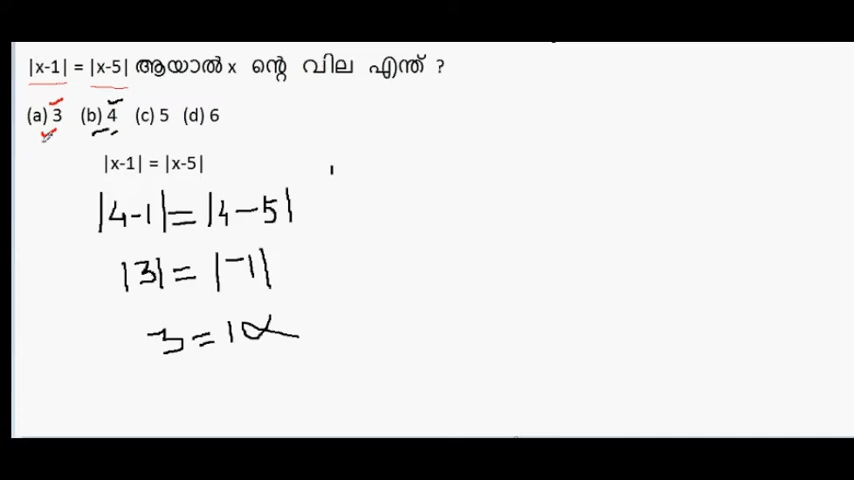 |x-1| = |x-5| ആയാൽ x ന്റെ വില എന്ത് ?
(a) 3 (b) 4 (c) 5 (d) 6
|x-1| = |x-5|
|4-1| = |4-5|
|3| = |-1|
3 = 1